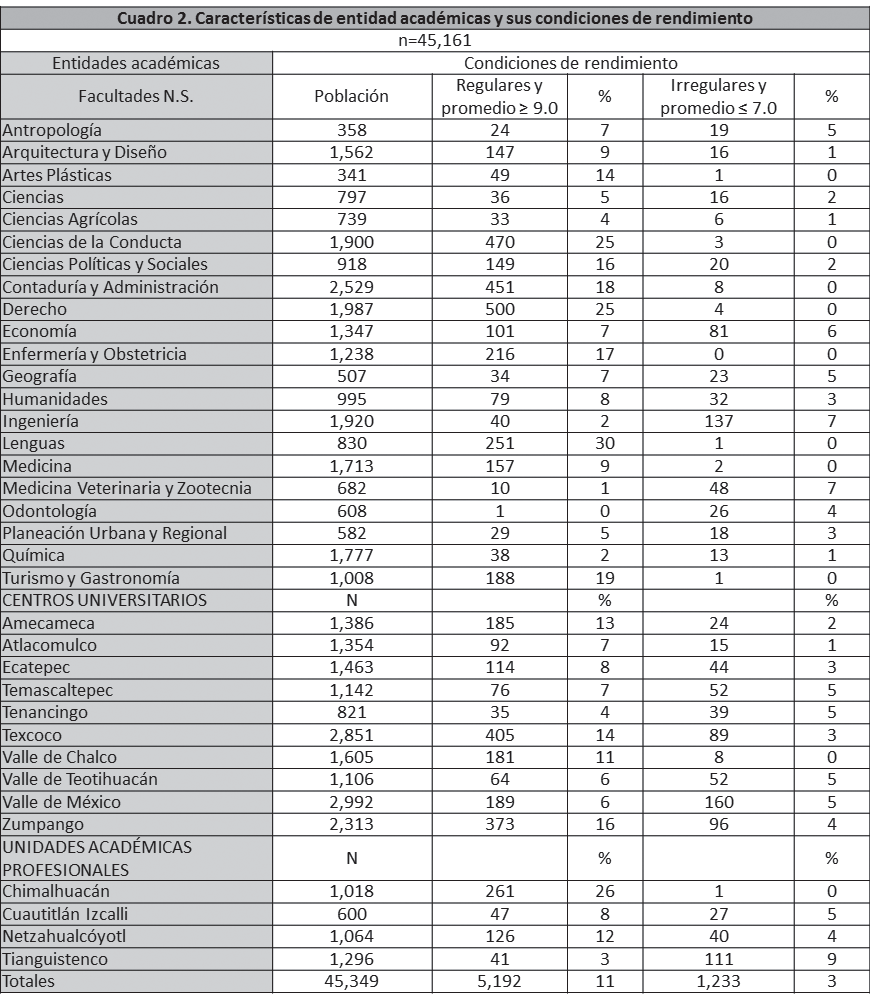 Cuadro 2. Características de entidad académicas y sus condiciones de rendimiento
n=45,161
Entidades académicas Condiciones de rendimiento
Facultades N.S. Población Regulares y promedio ≥ 9.0 % Irregulares y promedio ≤ 7.0 %
Antropología 358 24 7 19 5
Arquitectura y Diseño 1,562 147 9 16 1
Artes Plásticas 341 49 14 1 0
Ciencias 797 36 5 16 2
Ciencias Agrícolas 739 33 4 6 1
Ciencias de la Conducta 1,900 470 25 3 0
Ciencias Políticas y Sociales 918 149 16 20 2
Contaduría y Administración 2,529 451 18 8 0
Derecho 1,987 500 25 4 0
Economía 1,347 101 7 81 6
Enfermería y Obstetricia 1,238 216 17 0 0
Geografía 507 34 7 23 5
Humanidades 995 79 8 32 3
Ingeniería 1,920 40 2 137 7
Lenguas 830 251 30 1 0
Medicina 1,713 157 9 2 0
Medicina Veterinaria y Zootecnia 682 10 1 48 7
Odontología 608 1 0 26 4
Planeación Urbana y Regional 582 29 5 18 3
Química 1,777 38 2 13 1
Turismo y Gastronomía 1,008 188 19 1 0
CENTROS UNIVERSITARIOS N % %
Amecameca 1,386 185 13 24 2
Atlacomulco 1,354 92 7 15 1
Ecatepec 1,463 114 8 44 3
Temascaltepec 1,142 76 7 52 5
Tenancingo 821 35 4 39 5
Texcoco 2,851 405 14 89 3
Valle de Chalco 1,605 181 11 8 0
Valle de Teotihuacán 1,106 64 6 52 5
Valle de México 2,992 189 6 160 5
Zumpango 2,313 373 16 96 4
UNIDADES ACADÉMICAS PROFESIONALES N % %
Chimalhuacán 1,018 261 26 1 0
Cuautitlán Izcalli 600 47 8 27 5
Netzahualcóyotl 1,064 126 12 40 4
Tianguistenco 1,296 41 3 111 9
Totales 45,349 5,192 11 1,233 3